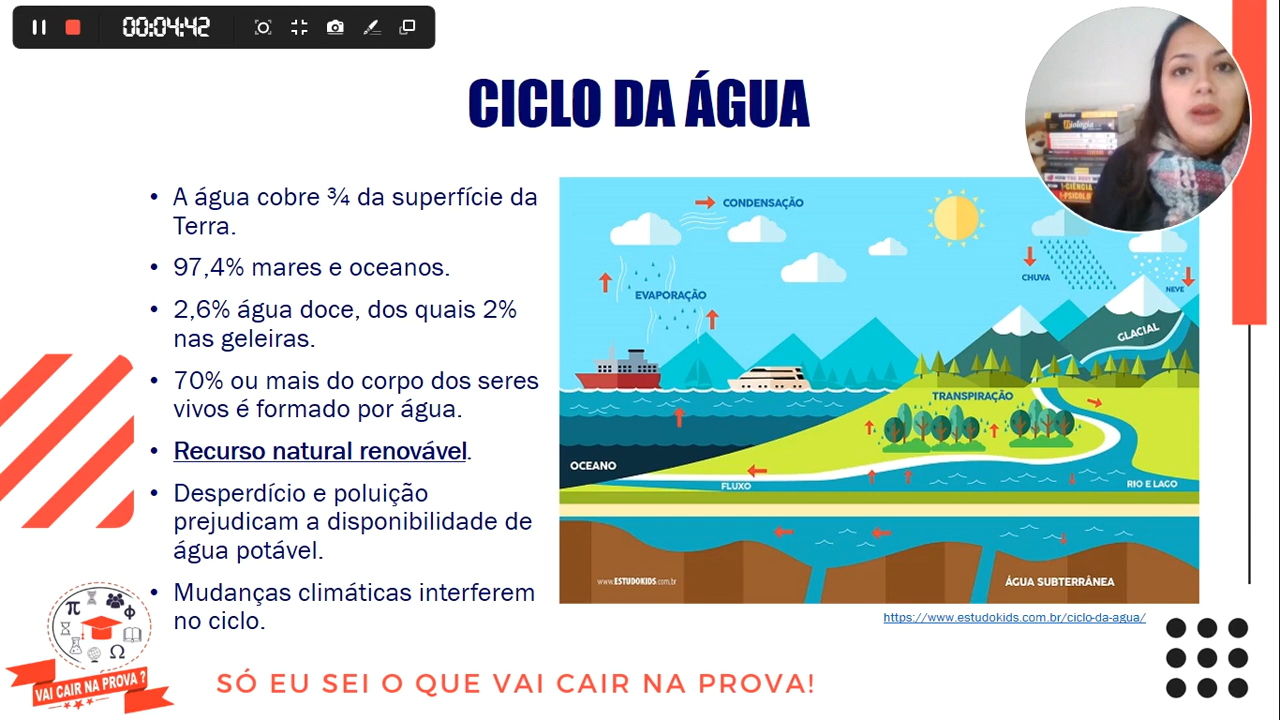 00:04:42
CICLO DA ÁGUA
• A água cobre ¾ da superfície da
Terra.
• 97,4% mares e oceanos.
• 2,6% água doce, dos quais 2%
nas geleiras.
• 70% ou mais do corpo dos seres
vivos é formado por água.
• Recurso natural renovável.
• Desperdício e poluição
prejudicam a disponibilidade de
água potável.
• Mudanças climáticas interferem
no ciclo.
CONDENSAÇÃO
EVAPORAÇÃO
CHUVA
NEVE
GLACIAL
TRANSPIRAÇÃO
OCEANO
FLUXO
RIO E LAGO
www.ESTUDOKIDS.com.br
ÁGUA SUBTERRÂNEA
https://www.estudokids.com.br/ciclo-da-agua/
Biologia
π
Φ
Ω
VAI CAIR NA PROVA ?
SÓ EU SEI O QUE VAI CAIR NA PROVA!